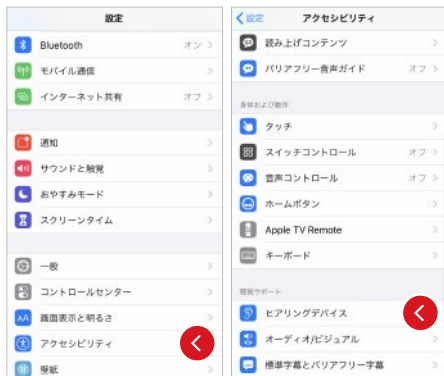 設定
Bluetooth オン
モバイル通信
インターネット共有 オフ
通知
サウンドと触覚
おやすみモード
スクリーンタイム
一般
コントロールセンター
AA 画面表示と明るさ
アクセシビリティ
壁紙
設定 アクセシビリティ
読み上げコンテンツ
バリアフリー音声ガイド オフ
身体および動作
タッチ
スイッチコントロール オフ
音声コントロール オフ
ホームボタン
Apple TV Remote
キーボード
聴覚サポート
ヒアリングデバイス
オーディオ/ビジュアル
標準字幕とバリアフリー字幕